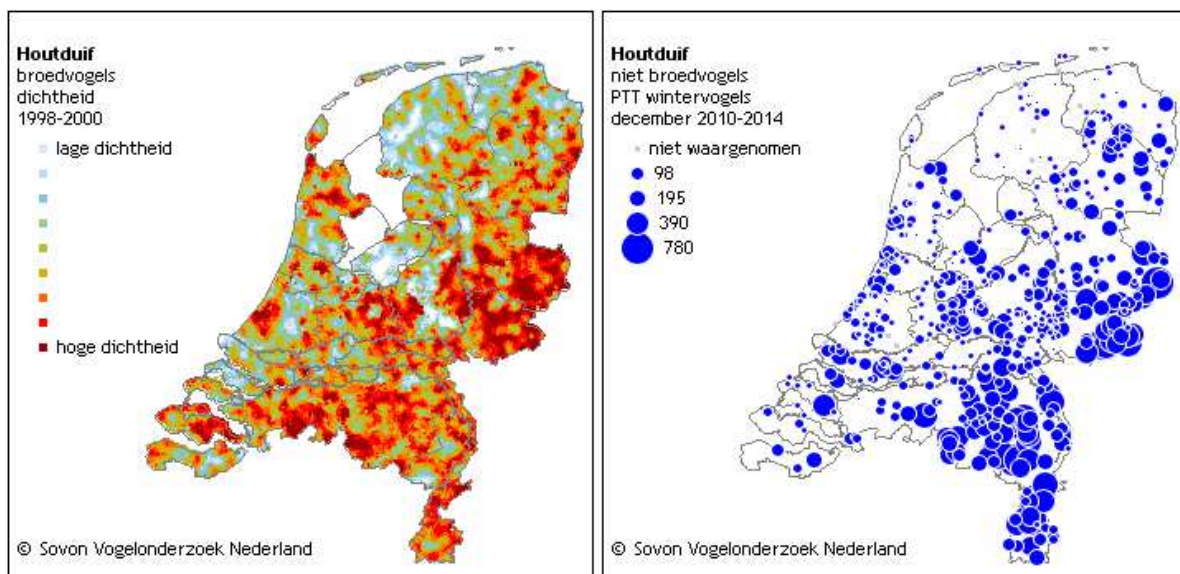 Houtduif
broedvogels
dichtheid
1998-2000
lage dichtheid
hoge dichtheid
© Sovon Vogelonderzoek Nederland
Houtduif
niet broedvogels
PTT wintervogels
december 2010-2014
niet waargenomen
98
195
390
780
© Sovon Vogelonderzoek Nederland